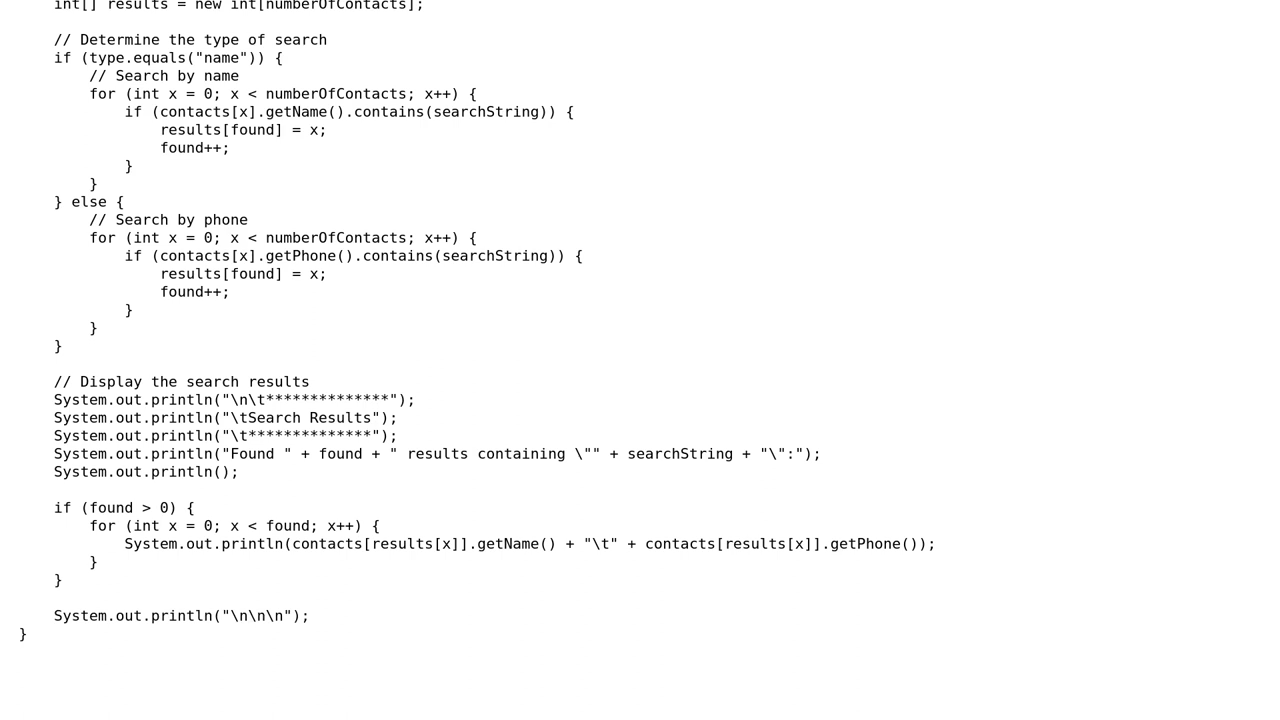 int[] results = new int[numberOfContacts];

    // Determine the type of search
    if (type.equals("name")) {
        // Search by name
        for (int x = 0; x < numberOfContacts; x++) {
            if (contacts[x].getName().contains(searchString)) {
                results[found] = x;
                found++;
            }
        }
    } else {
        // Search by phone
        for (int x = 0; x < numberOfContacts; x++) {
            if (contacts[x].getPhone().contains(searchString)) {
                results[found] = x;
                found++;
            }
        }
    }

    // Display the search results
    System.out.println("\n\t**************");
    System.out.println("\tSearch Results");
    System.out.println("\t**************");
    System.out.println("Found " + found + " results containing \"" + searchString + "\":");
    System.out.println();

    if (found > 0) {
        for (int x = 0; x < found; x++) {
            System.out.println(contacts[results[x]].getName() + "\t" + contacts[results[x]].getPhone());
        }
    }

    System.out.println("\n\n\n");
}